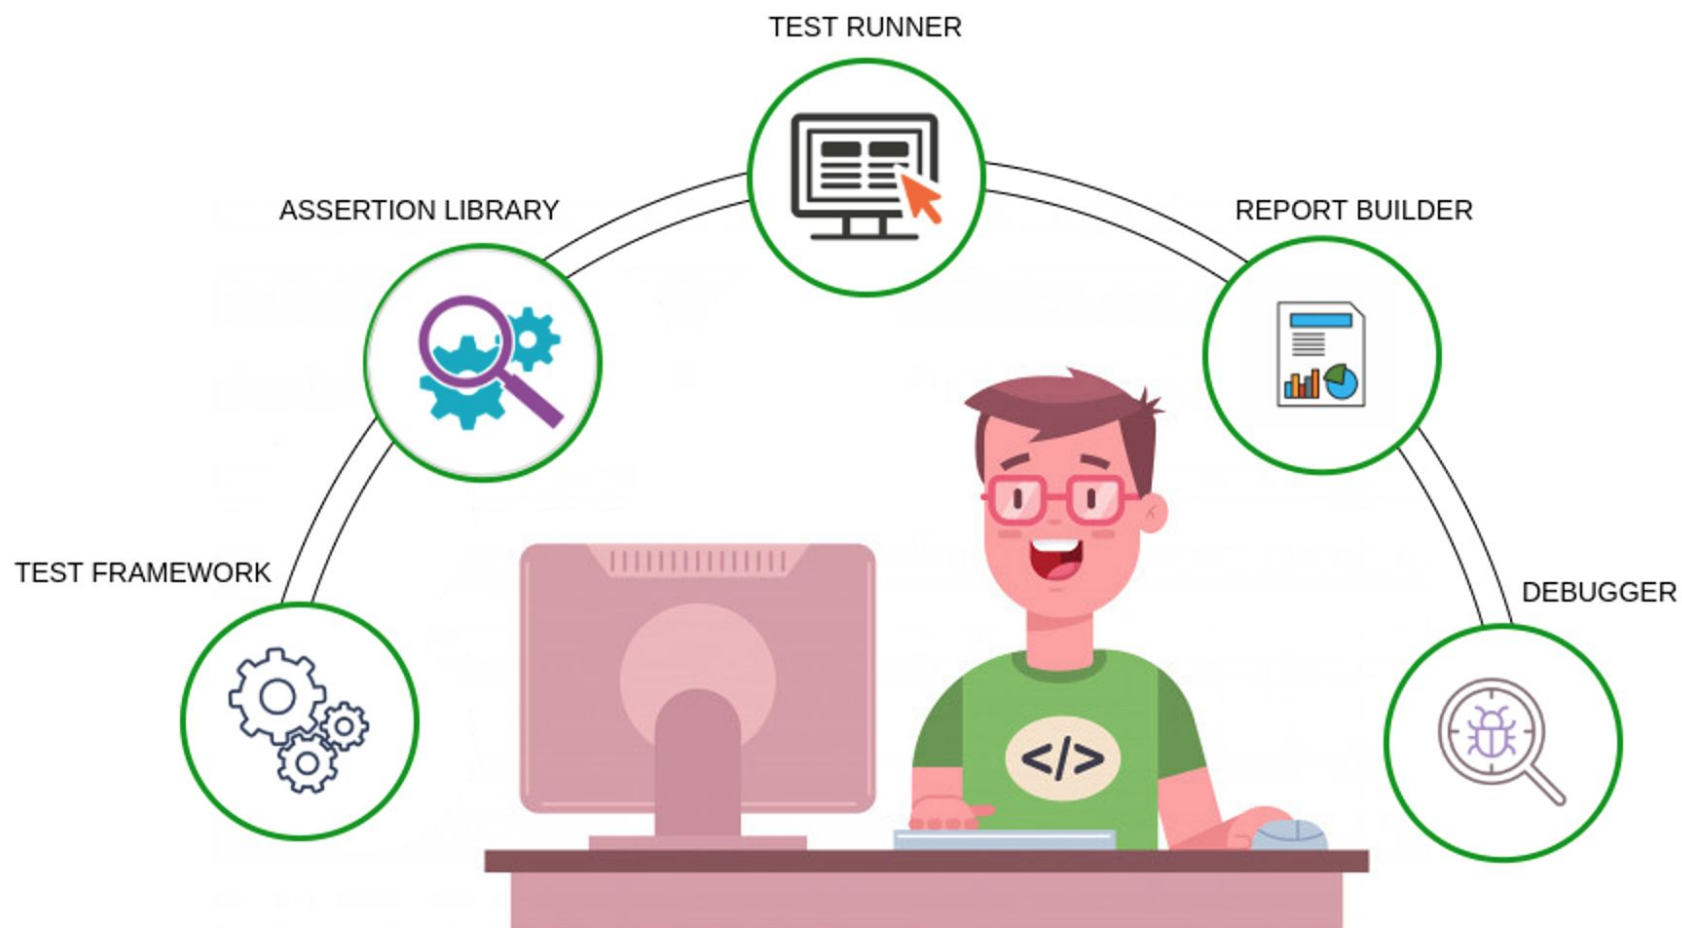 TEST RUNNER
ASSERTION LIBRARY
REPORT BUILDER
TEST FRAMEWORK
DEBUGGER
</>